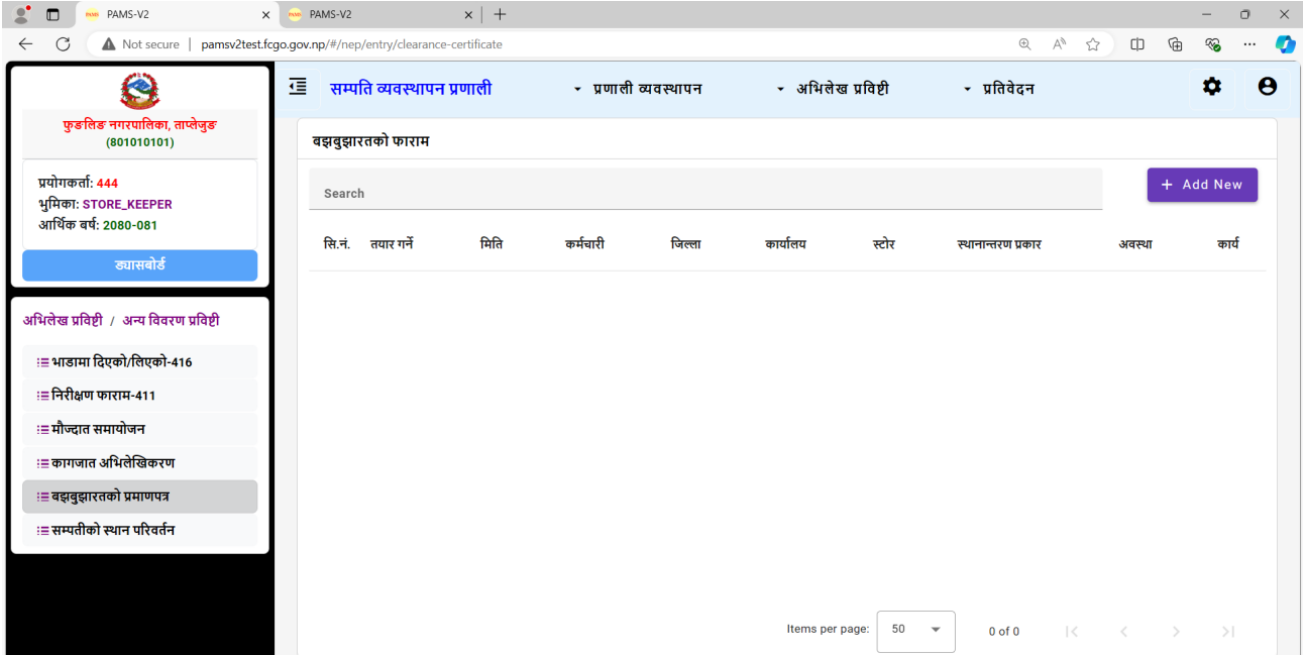 PAMS-V2
PAMS-V2
Not secure pamsv2test.fcgo.gov.np/#/nep/entry/clearance-certificate
फुङलिङ नगरपालिका, ताप्लेजुङ
(801010101)
प्रयोगकर्ता: 444
भुमिका: STORE_KEEPER
आर्थिक बर्ष: 2080-081
ड्यासबोर्ड
अभिलेख प्रविष्टी / अन्य विवरण प्रविष्टी
भाडामा दिएको/लिएको-416
निरीक्षण फाराम-411
मौज्दात समायोजन
कागजात अभिलेखिकरण
बझबुझारतको प्रमाणपत्र
सम्पतीको स्थान परिवर्तन
सम्पति व्यवस्थापन प्रणाली प्रणाली व्यवस्थापन अभिलेख प्रविष्टी प्रतिवेदन
बझबुझारतको फाराम
Search
+ Add New
सि.नं. तयार गर्ने मिति कर्मचारी जिल्ला कार्यालय स्टोर स्थानान्तरण प्रकार अवस्था कार्य
Items per page: 50 0 of 0